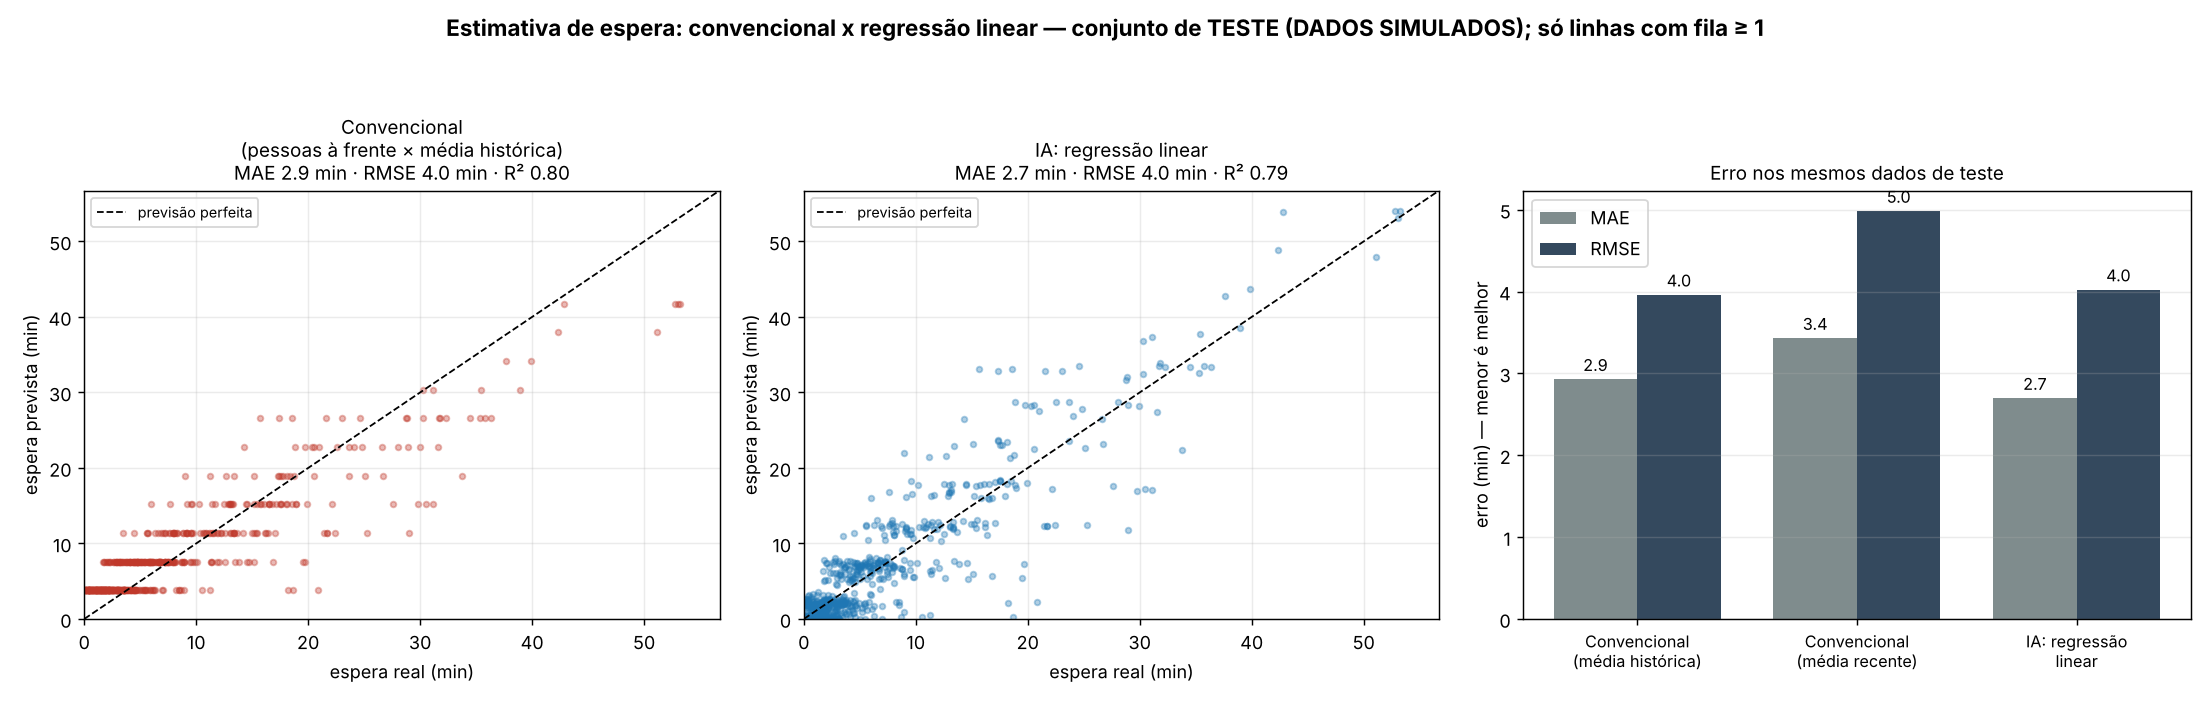 Estimativa de espera: convencional x regressão linear — conjunto de TESTE (DADOS SIMULADOS); só linhas com fila ≥ 1
Convencional
(pessoas à frente × média histórica)
MAE 2.9 min · RMSE 4.0 min · R² 0.80
previsão perfeita
espera prevista (min)
50
40
30
20
10
0
0 10 20 30 40 50
espera real (min)
IA: regressão linear
MAE 2.7 min · RMSE 4.0 min · R² 0.79
previsão perfeita
espera prevista (min)
50
40
30
20
10
0
0 10 20 30 40 50
espera real (min)
Erro nos mesmos dados de teste
MAE
RMSE
erro (min) — menor é melhor
5
4
3
2
1
0
2.9
4.0
3.4
5.0
2.7
4.0
Convencional
(média histórica)
Convencional
(média recente)
IA: regressão
linear